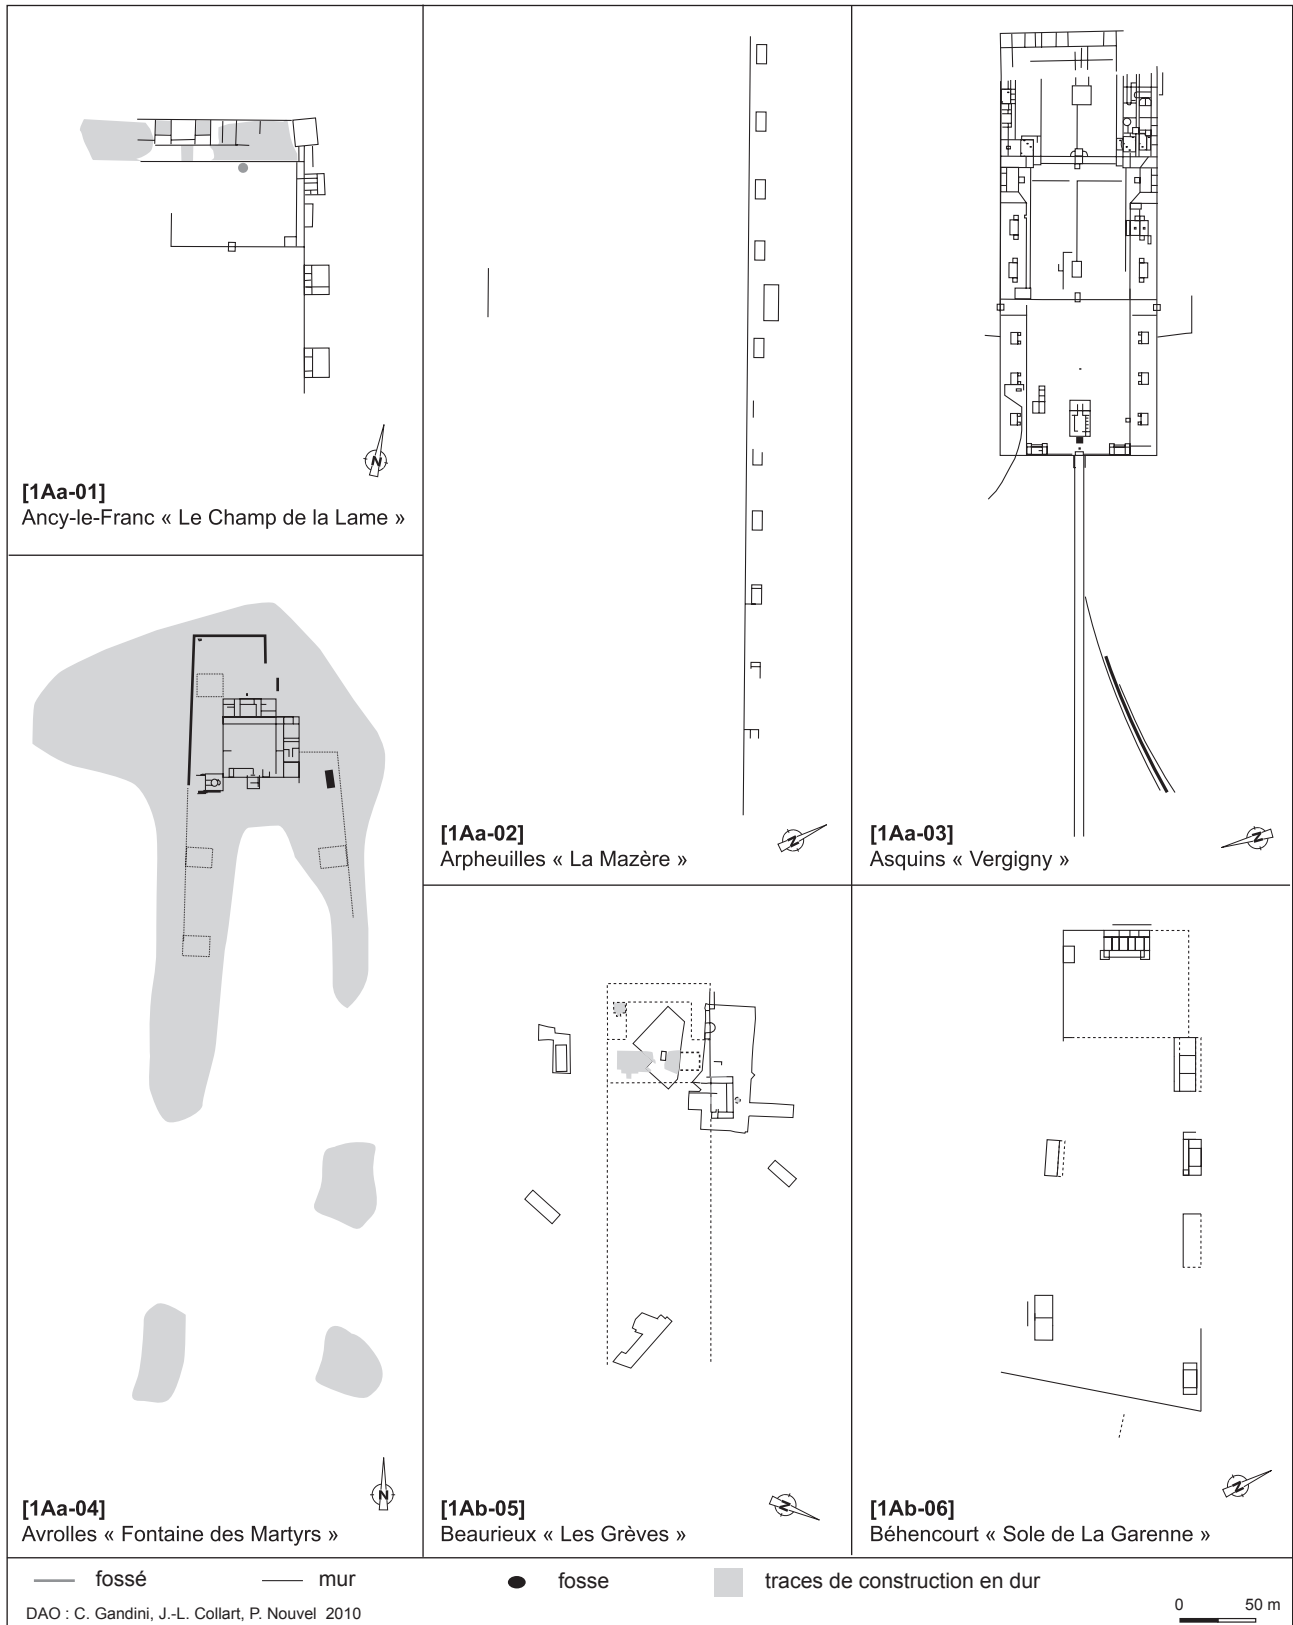 [1Aa-01]
Ancy-le-Franc « Le Champ de la Lame »
N
[1Aa-02]
Arpheuilles « La Mazère »
N
[1Aa-03]
Asquins « Vergigny »
N
[1Aa-04]
Avrolles « Fontaine des Martyrs »
N
[1Ab-05]
Beaurieux « Les Grèves »
N
[1Ab-06]
Béhencourt « Sole de La Garenne »
N
fossé
mur
fosse
traces de construction en dur
DAO : C. Gandini, J.-L. Collart, P. Nouvel 2010
0 50 m